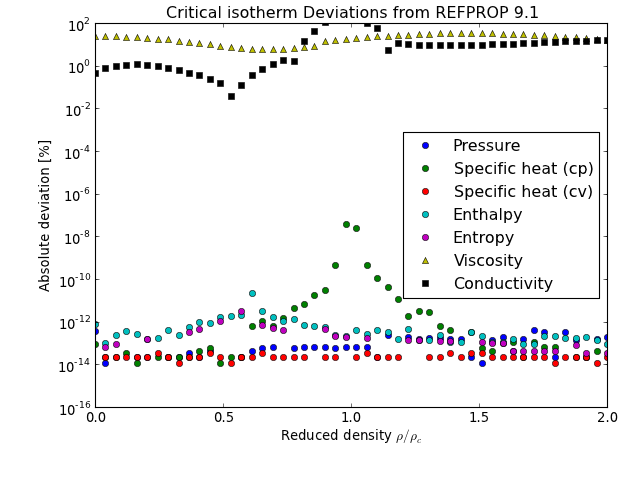 Critical isotherm Deviations from REFPROP 9.1
10^2
10^0
10^-2
10^-4
10^-6
10^-8
10^-10
10^-12
10^-14
10^-16
Absolute deviation [%]
Pressure
Specific heat (cp)
Specific heat (cv)
Enthalpy
Entropy
Viscosity
Conductivity
0.0 0.5 1.0 1.5 2.0
Reduced density ρ/ρ_c